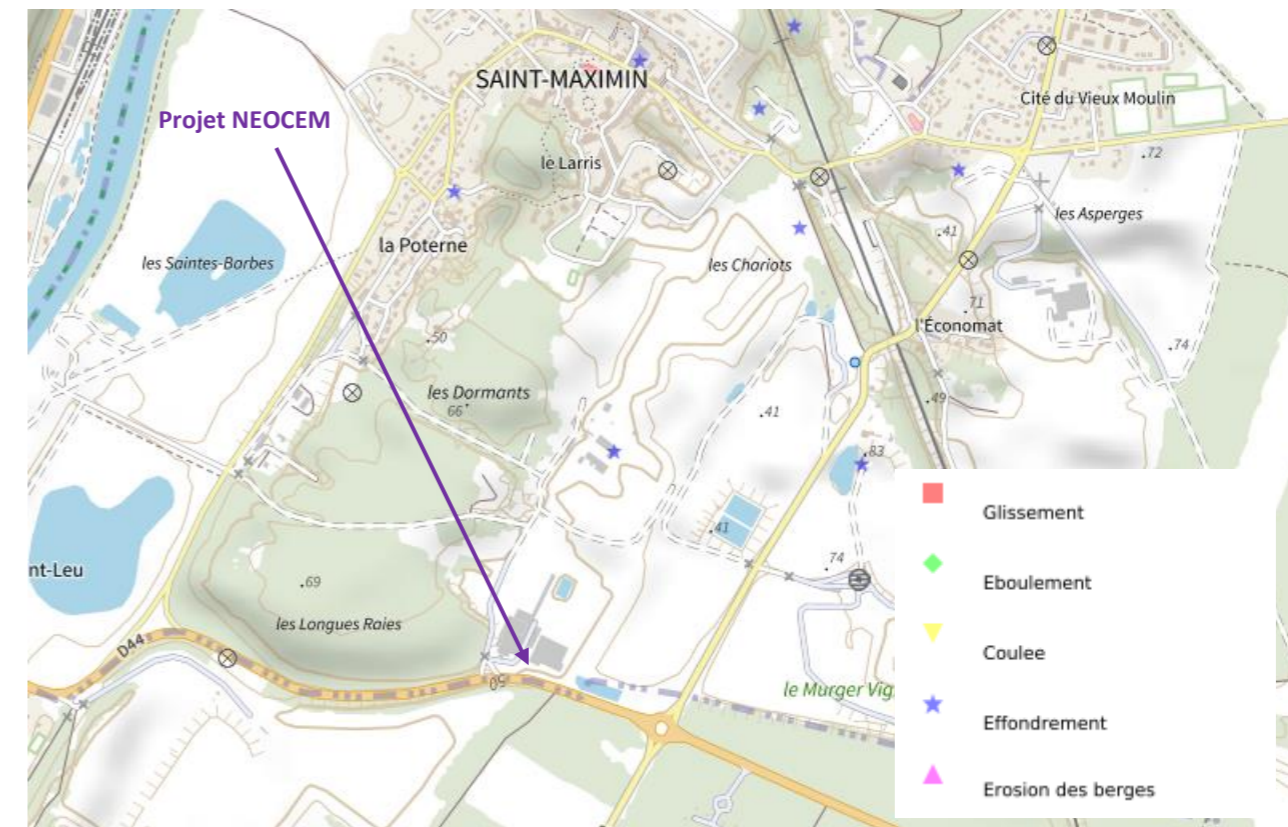 SAINT-MAXIMIN
Cité du Vieux Moulin
Projet NEOCEM
.72
le Larris
les Asperges
.41
la Poterne
les Saintes-Barbes
les Chariots
71
l'Économat
.50
.74
les Dormants
66
.49
.41
.83
.41
.74
nt-Leu
.69
les Longues Raies
D44
50
le Murger Vig
Glissement
Eboulement
Coulee
Effondrement
Erosion des berges